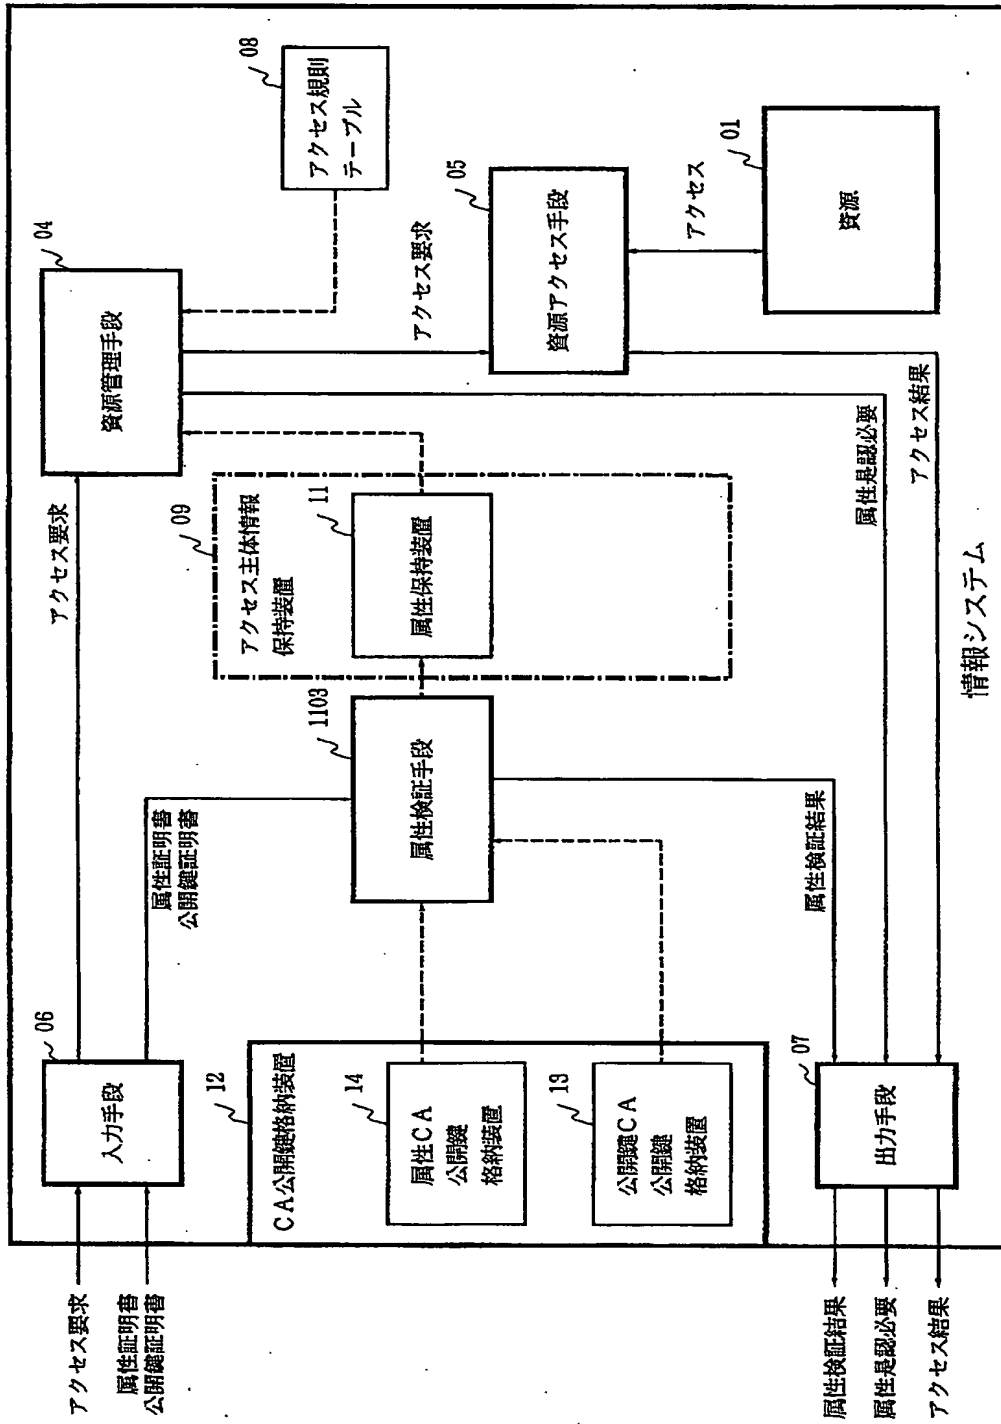 アクセス要求
属性証明書
公開鍵証明書
06
入力手段
アクセス要求
属性証明書
公開鍵証明書
04
資源管理手段
08
アクセス規則
テーブル
12
CA公開鍵格納装置
14
属性CA
公開鍵
格納装置
13
公開鍵CA
公開鍵
格納装置
1103
属性検証手段
09
アクセス主体情報
保持装置
11
属性保持装置
アクセス要求
05
資源アクセス手段
アクセス
01
資源
07
出力手段
属性検証結果
属性是認必要
アクセス結果
属性検証結果
属性是認必要
アクセス結果
情報システム